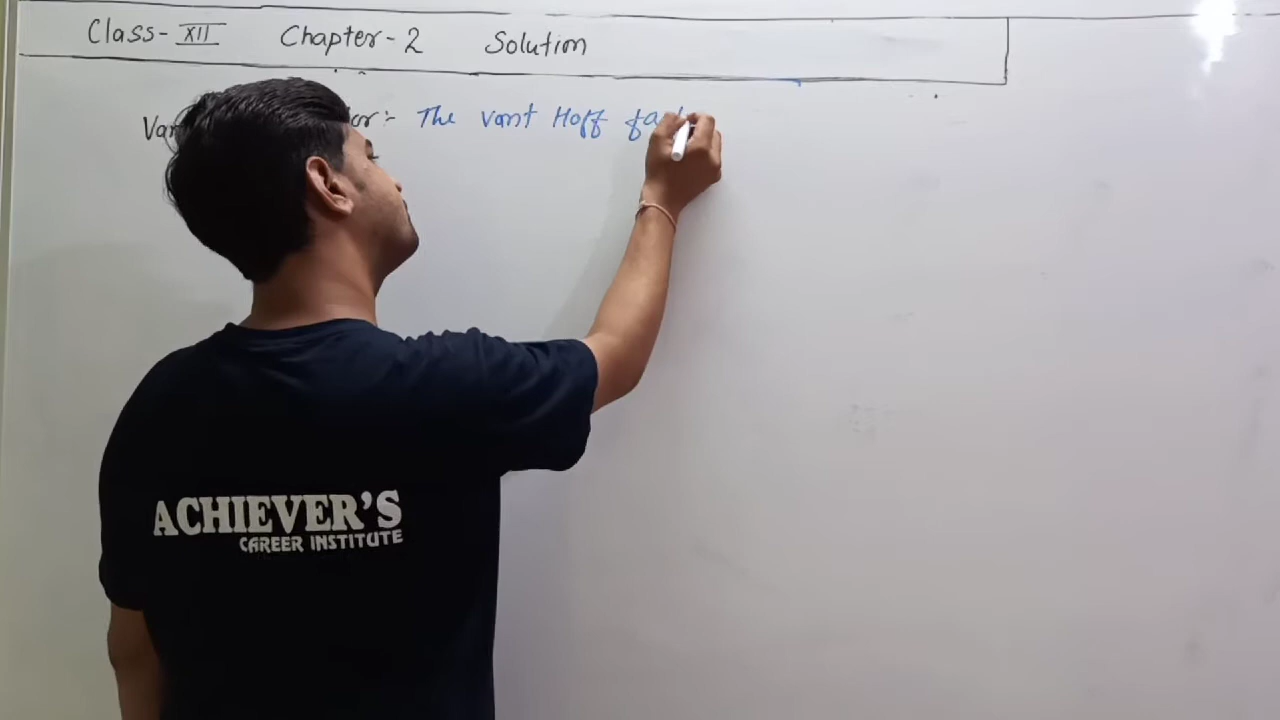 Class-XII Chapter-2 Solution
The vant Hoff
ACHIEVER'S
CAREER INSTITUTE